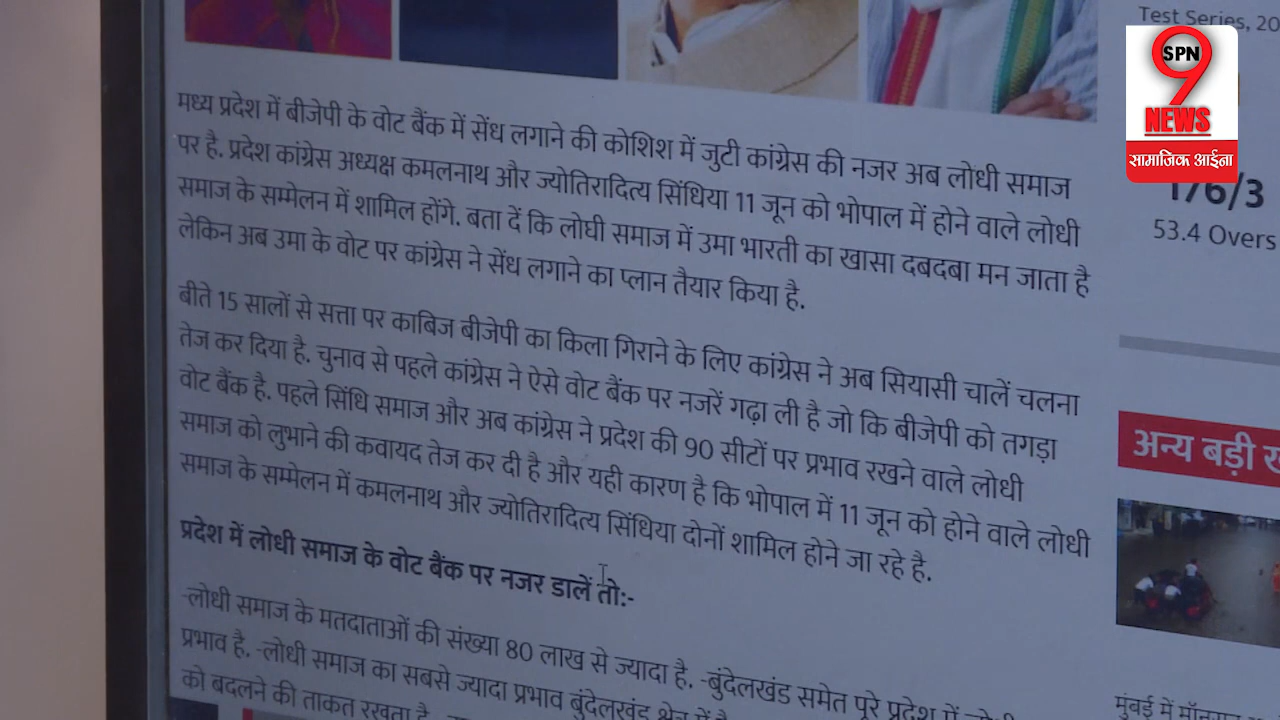 Test Series, 20
SPN
9
NEWS
सामाजिक आईना
176/3
53.4 Overs
मध्य प्रदेश में बीजेपी के वोट बैंक में सेंध लगाने की कोशिश में जुटी कांग्रेस की नजर अब लोधी समाज
पर है. प्रदेश कांग्रेस अध्यक्ष कमलनाथ और ज्योतिरादित्य सिंधिया 11 जून को भोपाल में होने वाले लोधी
समाज के सम्मेलन में शामिल होंगे. बता दें कि लोधी समाज में उमा भारती का खासा दबदबा मन जाता है
लेकिन अब उमा के वोट पर कांग्रेस ने सेंध लगाने का प्लान तैयार किया है.
बीते 15 सालों से सत्ता पर काबिज बीजेपी का किला गिराने के लिए कांग्रेस ने अब सियासी चालें चलना
तेज कर दिया है. चुनाव से पहले कांग्रेस ने ऐसे वोट बैंक पर नजरें गढ़ा ली है जो कि बीजेपी को तगड़ा
वोट बैंक है. पहले सिंधि समाज और अब कांग्रेस ने प्रदेश की 90 सीटों पर प्रभाव रखने वाले लोधी
समाज को लुभाने की कवायद तेज कर दी है और यही कारण है कि भोपाल में 11 जून को होने वाले लोधी
समाज के सम्मेलन में कमलनाथ और ज्योतिरादित्य सिंधिया दोनों शामिल होने जा रहे है.
प्रदेश में लोधी समाज के वोट बैंक पर नजर डालें तो:-
-लोधी समाज के मतदाताओं की संख्या 80 लाख से ज्यादा है. -बुंदेलखंड समेत पूरे प्रदेश में लोधी
प्रभाव है. -लोधी समाज का सबसे ज्यादा प्रभाव बुंदेलखंड क्षेत्र में है
को बदलने की ताकत रखता है.
अन्य बड़ी
मुंबई में